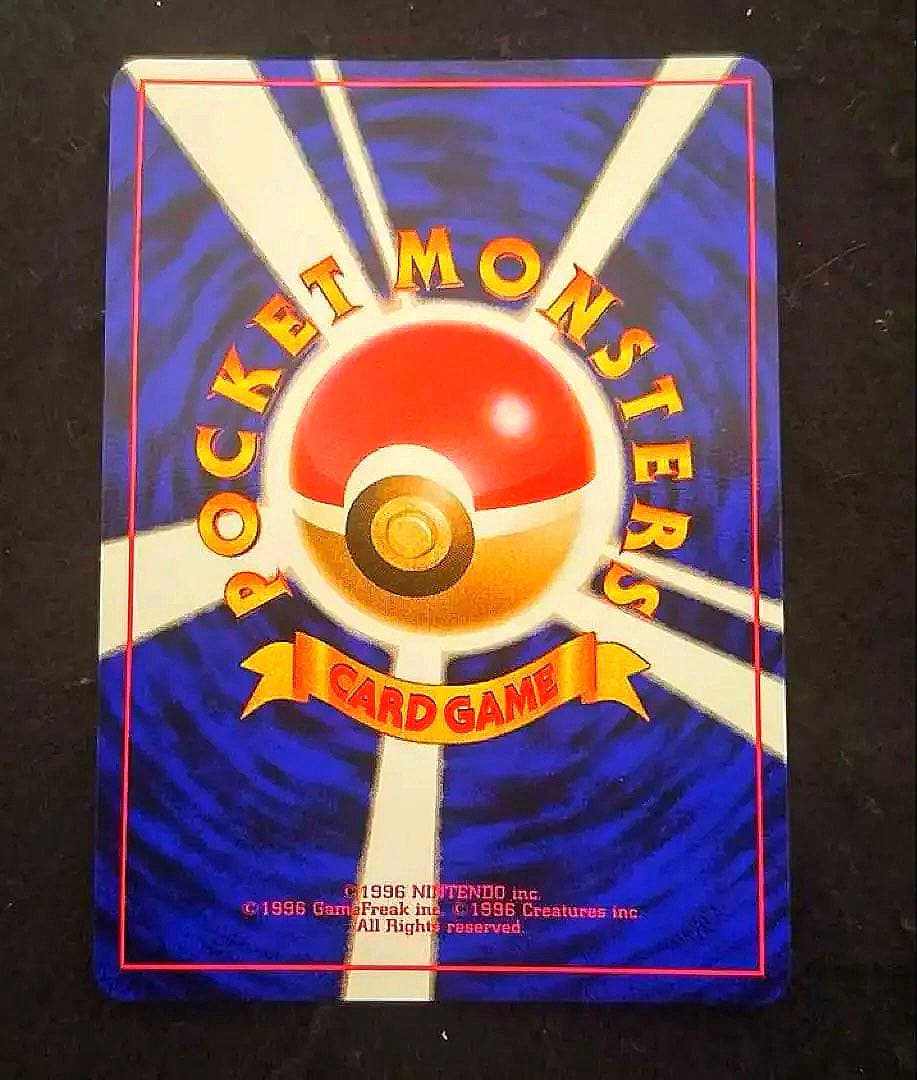 POCKET MONSTERS
CARD GAME
©1996 NINTENDO inc.
©1996 GameFreak inc. ©1996 Creatures inc.
All Rights reserved.